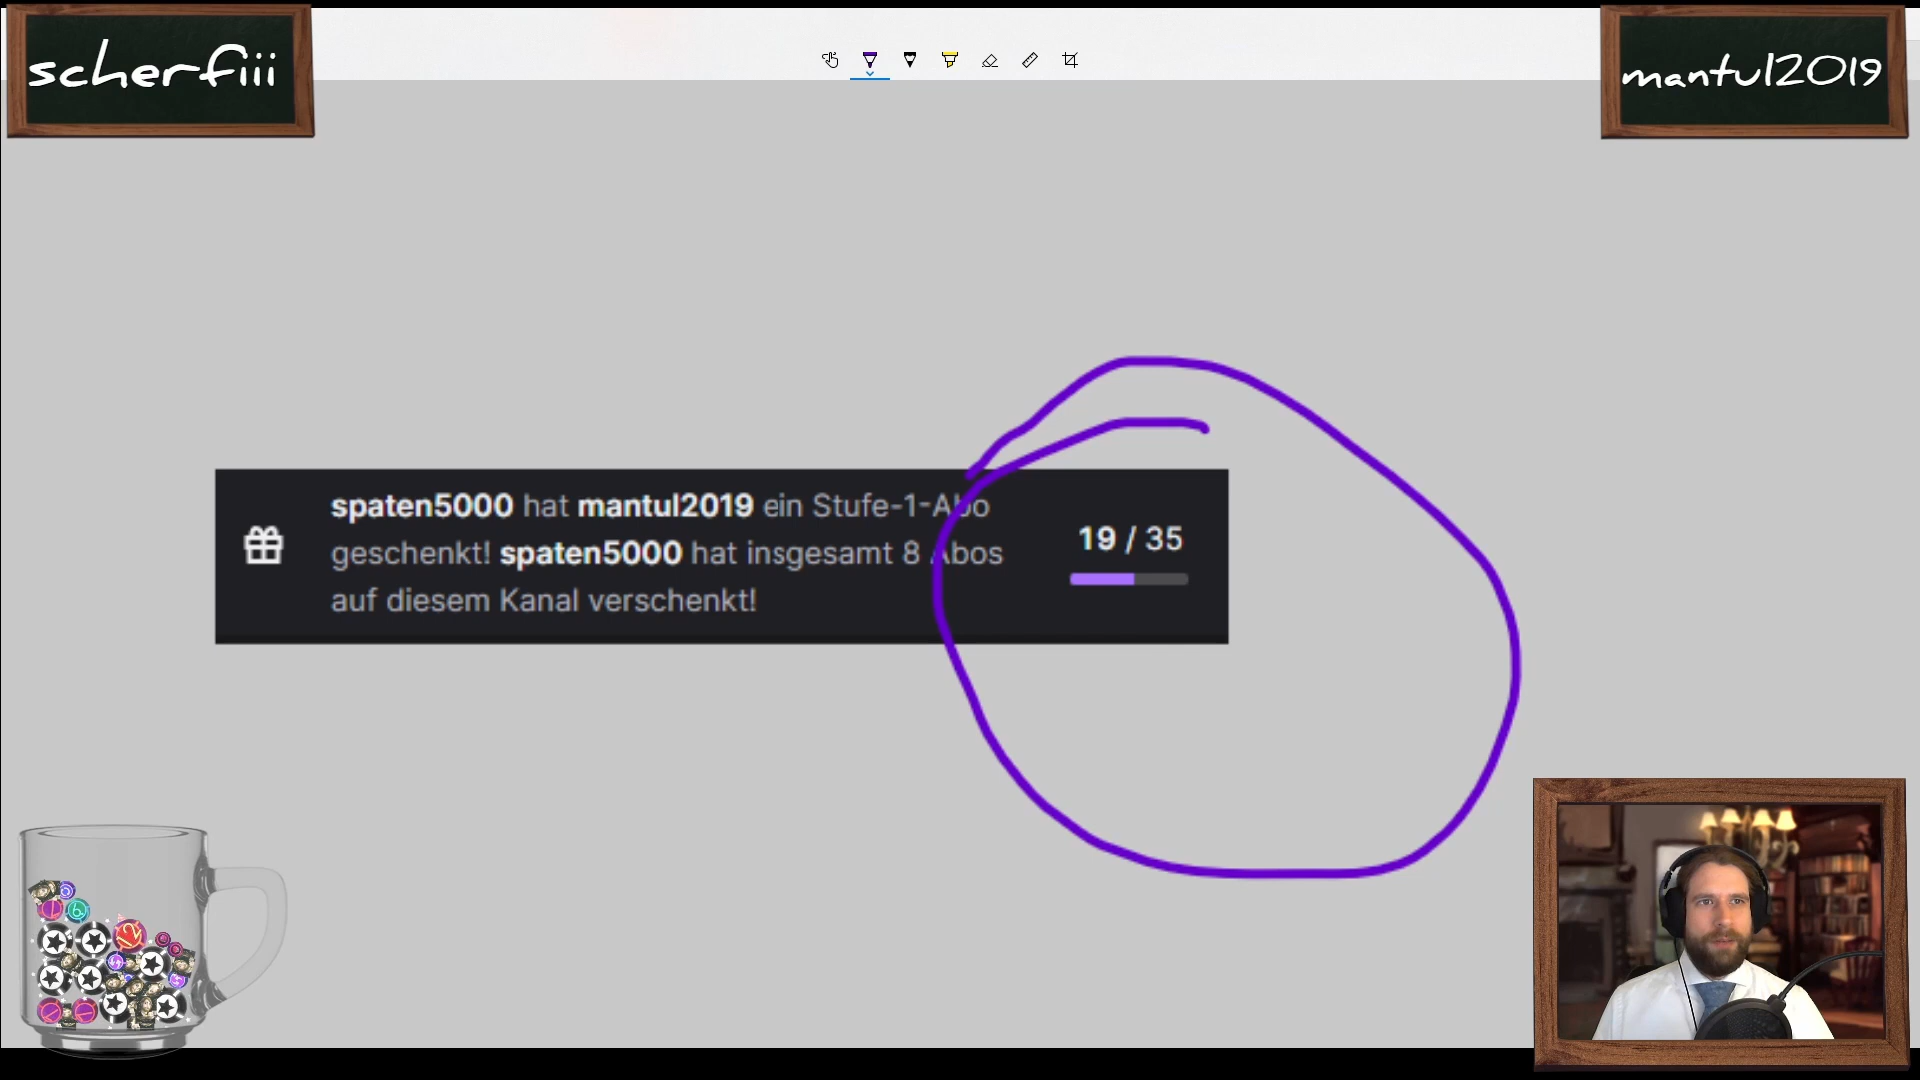 scherfiii
mantul2019
spaten5000 hat mantul2019 ein Stufe-1-Abo
geschenkt! spaten5000 hat insgesamt 8 Abos
auf diesem Kanal verschenkt!
19 / 35